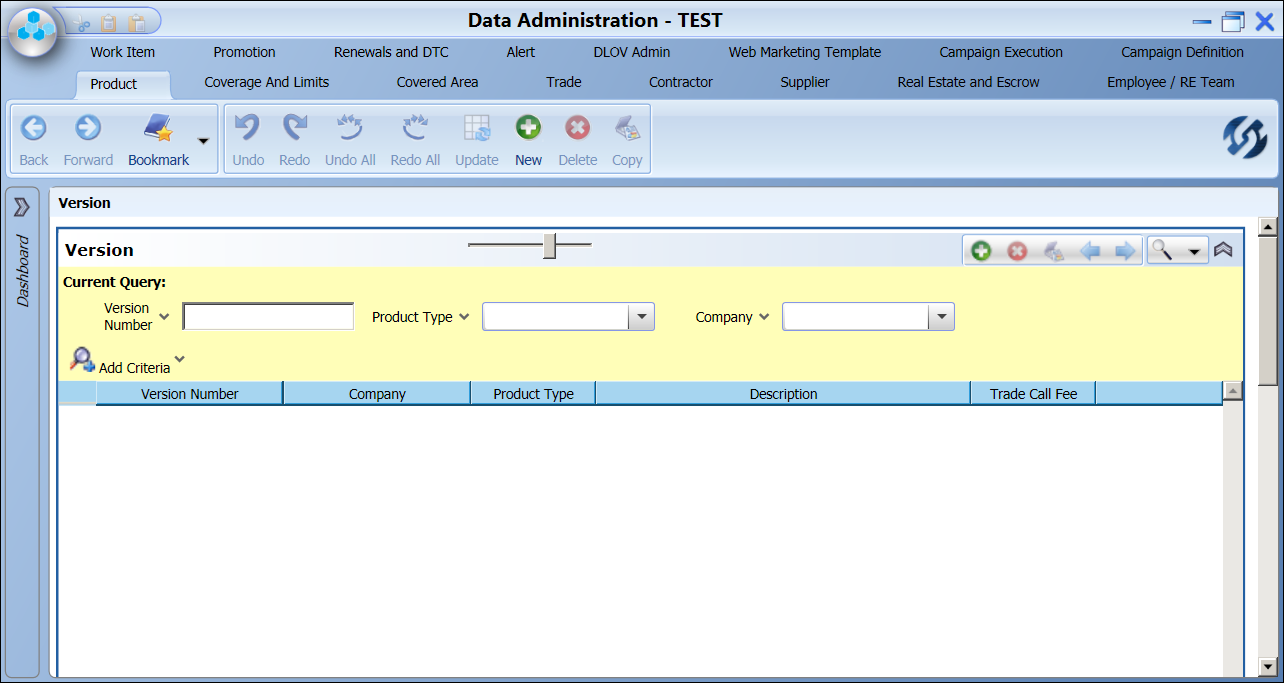 Data Administration - TEST
Work Item Promotion Renewals and DTC Alert DLOV Admin Web Marketing Template Campaign Execution Campaign Definition
Product Coverage And Limits Covered Area Trade Contractor Supplier Real Estate and Escrow Employee / RE Team
Back Forward Bookmark Undo Redo Undo All Redo All Update New Delete Copy
Dashboard
Version
Version
Current Query:
Version
Number
Product Type
Company
Add Criteria
Version Number Company Product Type Description Trade Call Fee